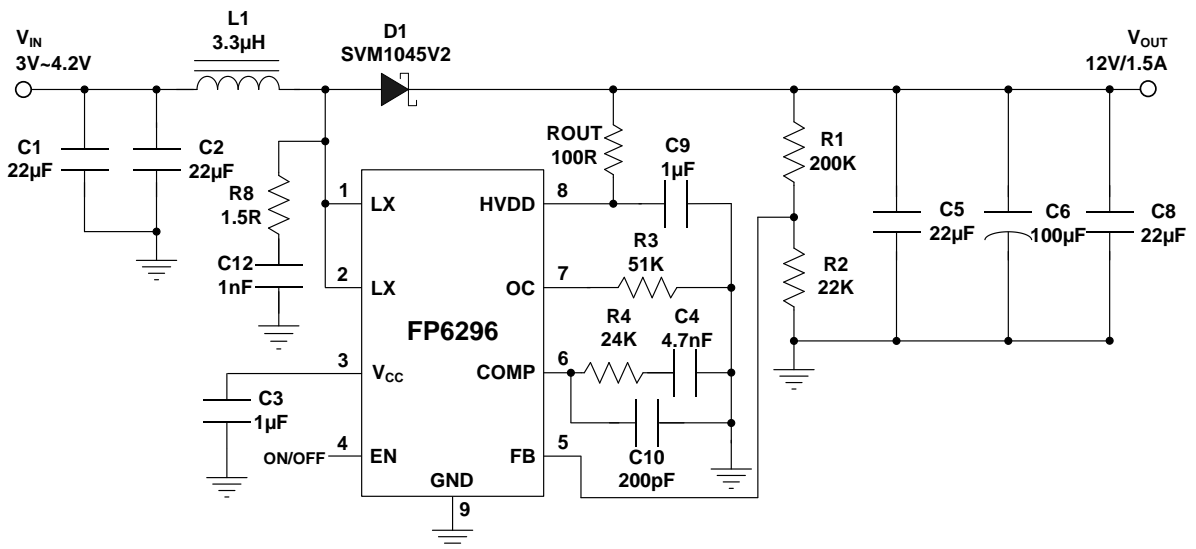 V_IN
3V~4.2V
L1
3.3µH
D1
SVM1045V2
V_OUT
12V/1.5A
C1
22µF
C2
22µF
R8
1.5R
C12
1nF
ROUT
100R
C9
1µF
R1
200K
R2
22K
C5
22µF
C6
100µF
C8
22µF
1
LX
HVDD
8
2
LX
OC
7
R3
51K
FP6296
R4
24K
C4
4.7nF
3
V_CC
COMP
6
C3
1µF
C10
200pF
ON/OFF
4
EN
FB
5
GND
9